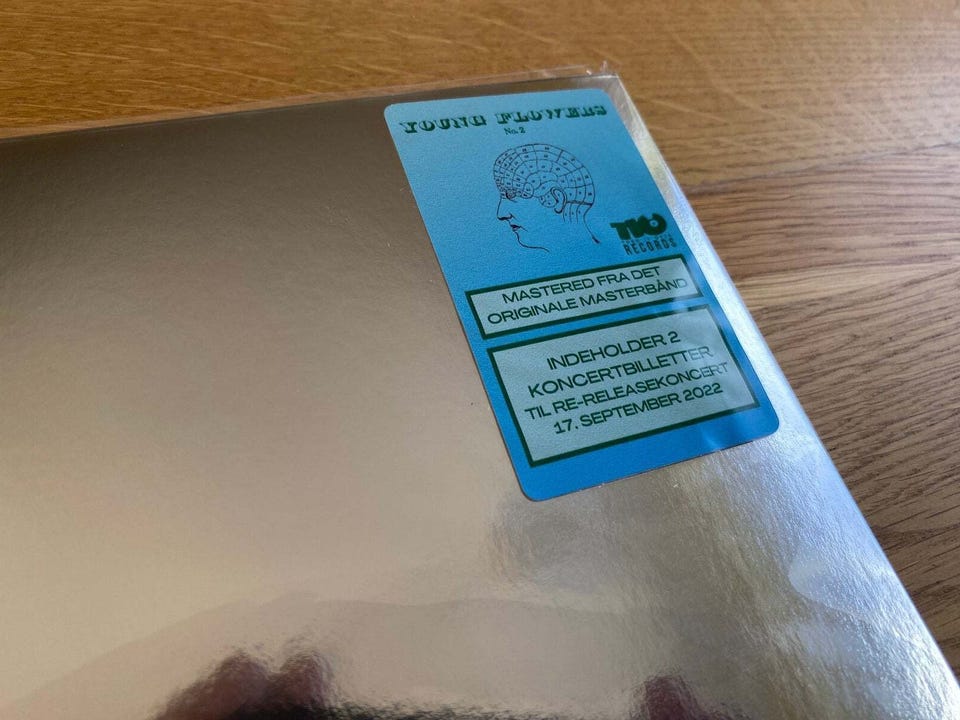 YOUNG FLOWERS
No. 2
RECORDS
MASTERED FRA DET
ORIGINALE MASTERBÅND
INDEHOLDER 2
KONCERTBILLETTER
TIL RE-RELEASEKONCERT
17. SEPTEMBER 2022